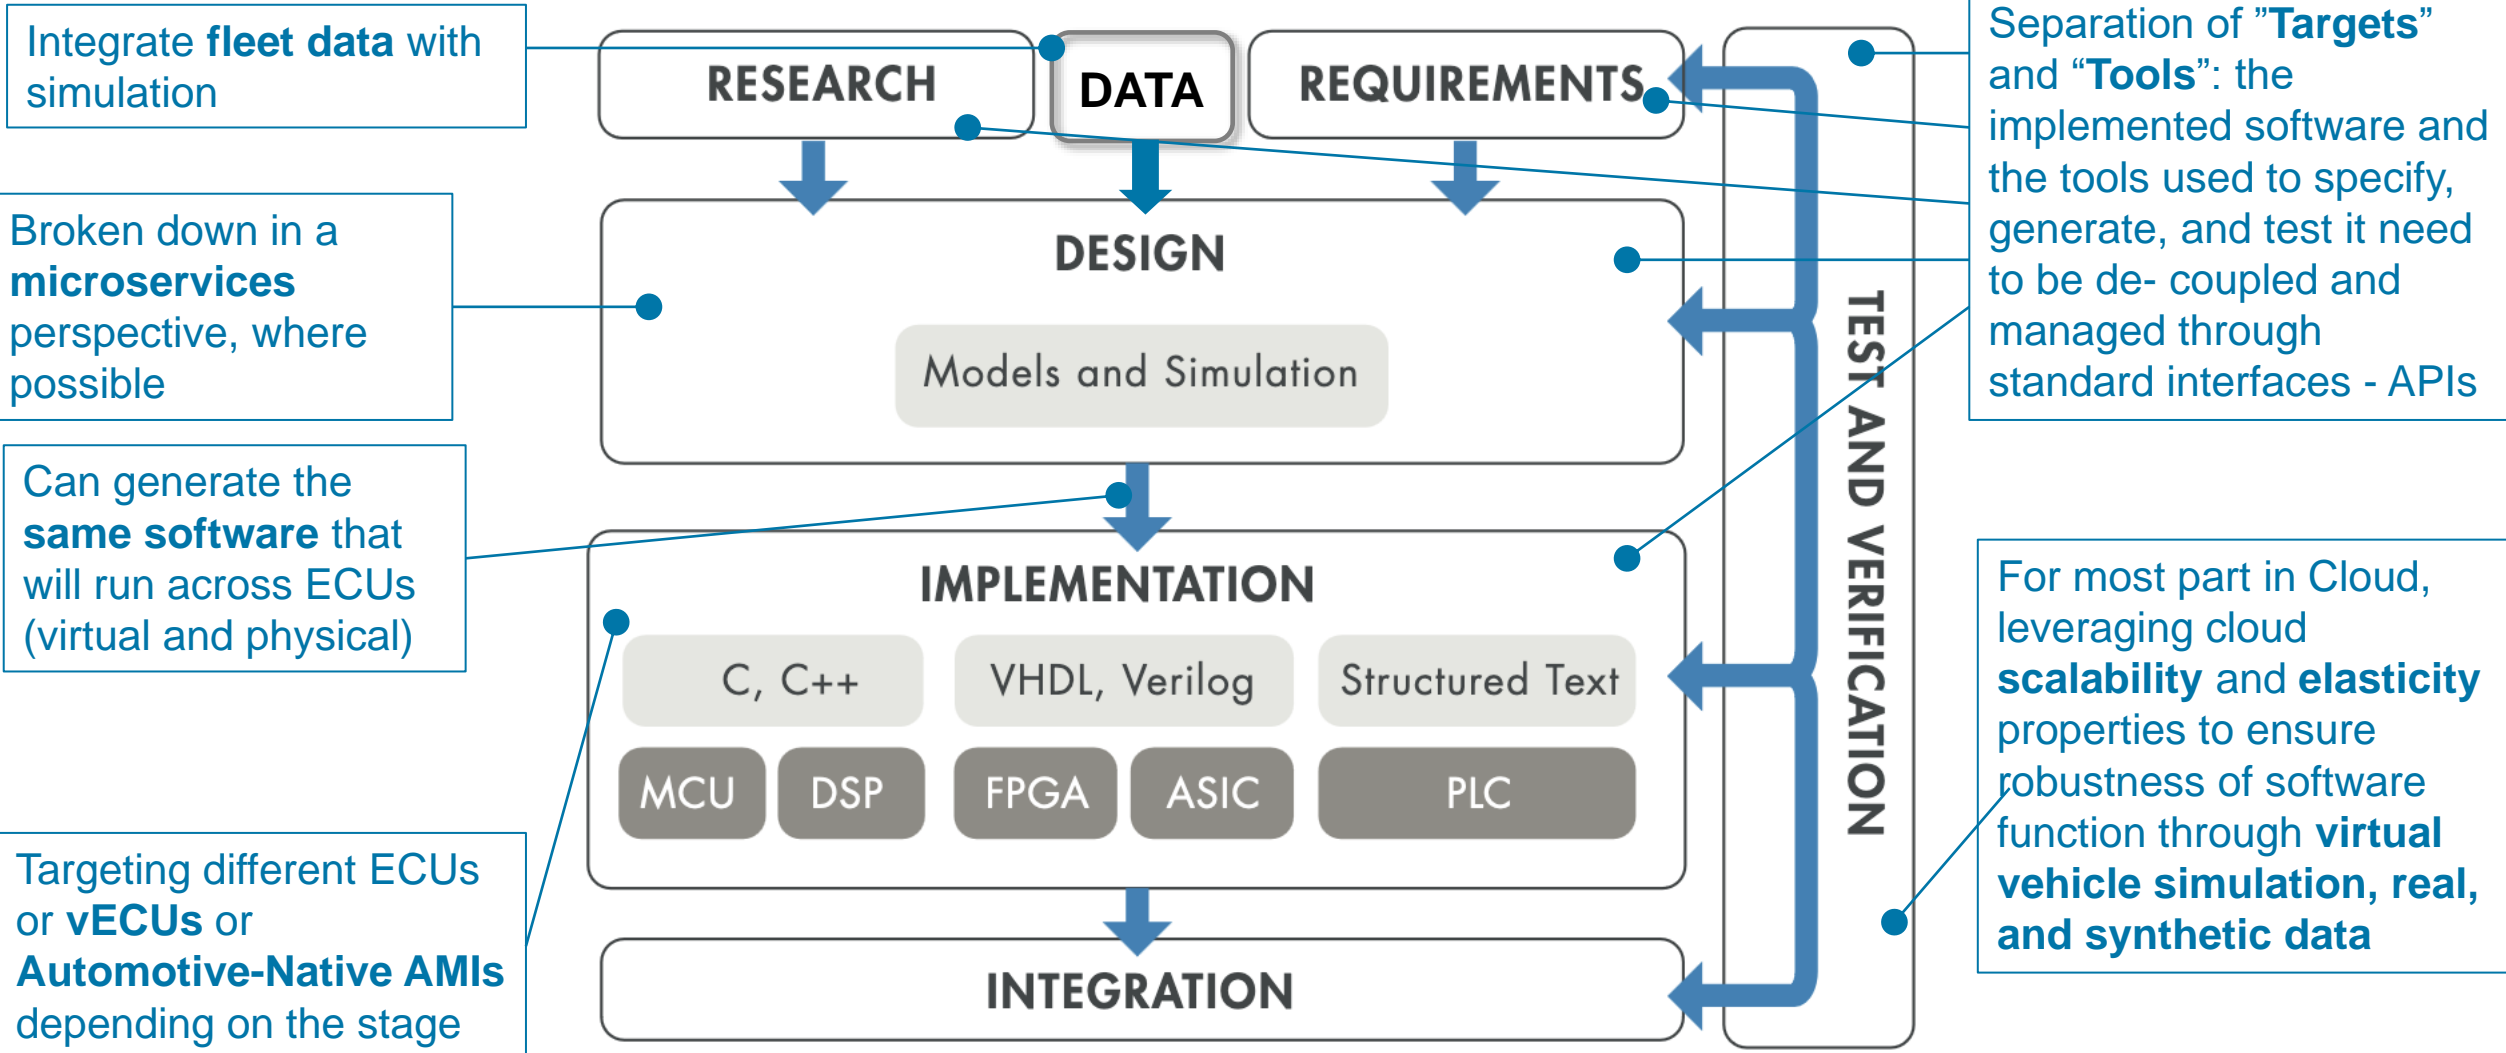 Integrate fleet data with
simulation
Broken down in a
microservices
perspective, where
possible
Can generate the
same software that
will run across ECUs
(virtual and physical)
Targeting different ECUs
or vECUs or
Automotive-Native AMIs
depending on the stage
RESEARCH
DATA
REQUIREMENTS
DESIGN
Models and Simulation
IMPLEMENTATION
C, C++
VHDL, Verilog
Structured Text
MCU
DSP
FPGA
ASIC
PLC
INTEGRATION
TEST AND VERIFICATION
Separation of ”Targets”
and “Tools”: the
implemented software and
the tools used to specify,
generate, and test it need
to be de- coupled and
managed through
standard interfaces - APIs
For most part in Cloud,
leveraging cloud
scalability and elasticity
properties to ensure
robustness of software
function through virtual
vehicle simulation, real,
and synthetic data